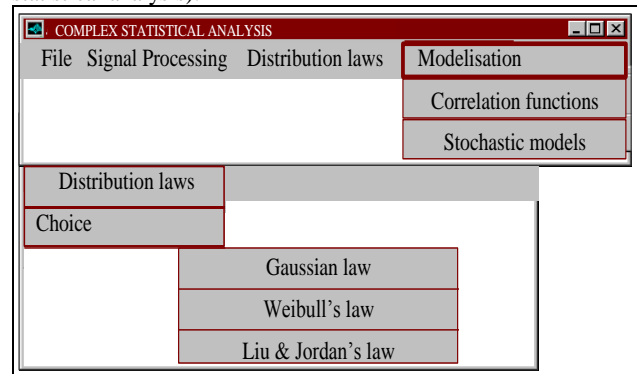 COMPLEX STATISTICAL ANALYSIS
File Signal Processing Distribution laws Modelisation
Correlation functions
Stochastic models
Distribution laws
Choice
Gaussian law
Weibull's law
Liu & Jordan's law